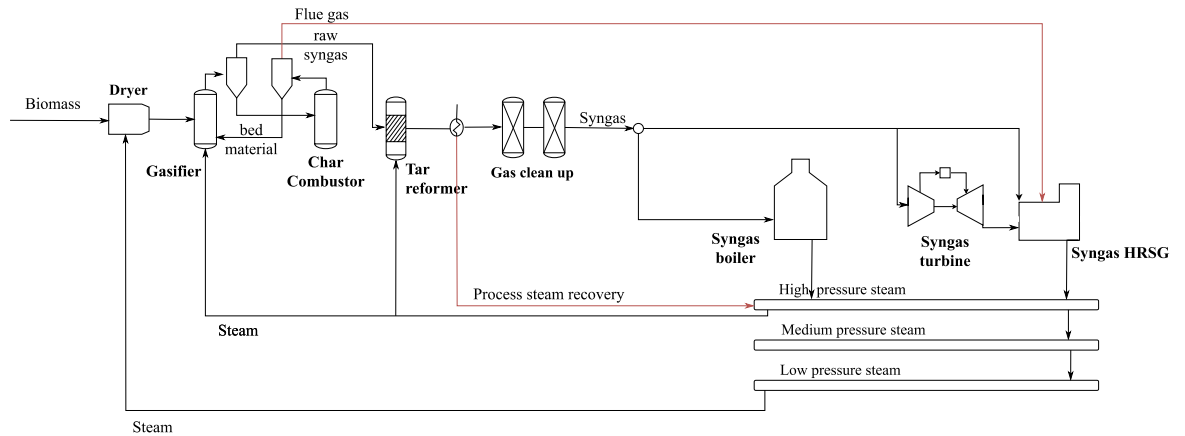 Flue gas
raw
syngas
Dryer
Biomass
bed
material
Gasifier
Char
Combustor
Tar
reformer
Gas clean up
Syngas
Syngas
boiler
Syngas
turbine
Syngas HRSG
Process steam recovery
High pressure steam
Steam
Medium pressure steam
Low pressure steam
Steam